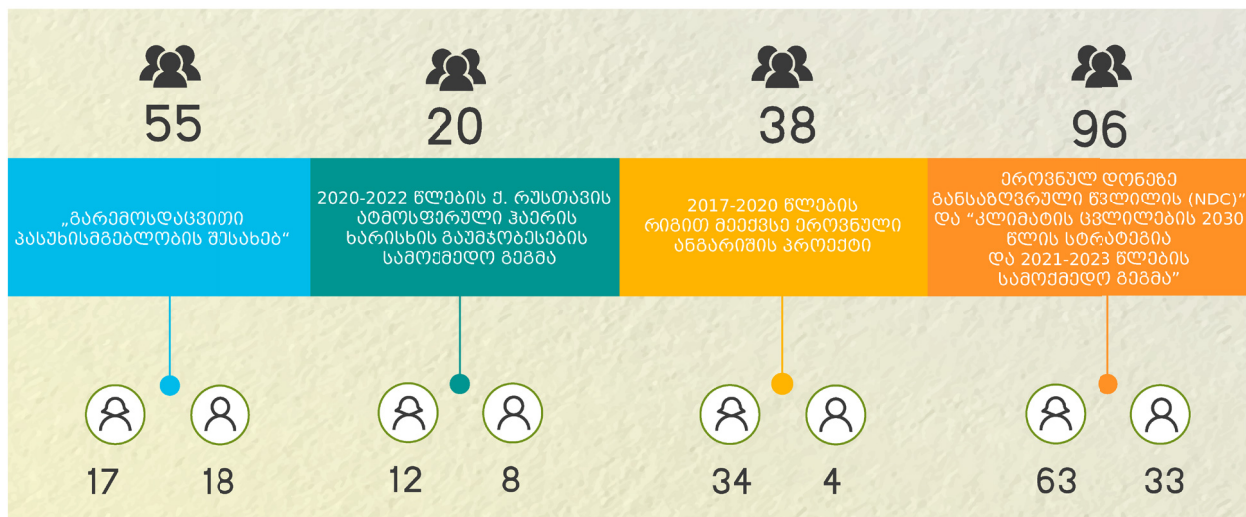 55
20
38
96
„გარემოსდაცვითი
პასუხისმგებლობის შესახებ“
2020-2022 წლების ქ. რუსთავის
ატმოსფერული ჰაერის
ხარისხის გაუმჯობესების
სამოქმედო გეგმა
2017-2020 წლების
რიგით მეექვსე ეროვნული
ანგარიშის პროექტი
ეროვნულ დონეზე
განსაზღვრული წვლილის (NDC)”
და “კლიმატის ცვლილების 2030
წლის სტრატეგია
და 2021-2023 წლების
სამოქმედო გეგმა”
17
18
12
8
34
4
63
33